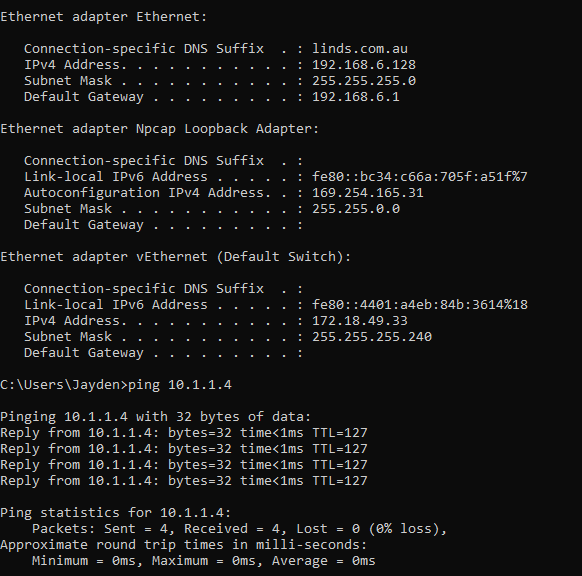 Ethernet adapter Ethernet:
Connection-specific DNS Suffix  . : linds.com.au
IPv4 Address. . . . . . . . . . . : 192.168.6.128
Subnet Mask . . . . . . . . . . . : 255.255.255.0
Default Gateway . . . . . . . . . : 192.168.6.1
Ethernet adapter Npcap Loopback Adapter:
Connection-specific DNS Suffix  . :
Link-local IPv6 Address . . . . . : fe80::bc34:c66a:705f:a51f%7
Autoconfiguration IPv4 Address. . : 169.254.165.31
Subnet Mask . . . . . . . . . . . : 255.255.0.0
Default Gateway . . . . . . . . . :
Ethernet adapter vEthernet (Default Switch):
Connection-specific DNS Suffix  . :
Link-local IPv6 Address . . . . . : fe80::4401:a4eb:84b:3614%18
IPv4 Address. . . . . . . . . . . : 172.18.49.33
Subnet Mask . . . . . . . . . . . : 255.255.255.240
Default Gateway . . . . . . . . . :
C:\Users\Jayden>ping 10.1.1.4
Pinging 10.1.1.4 with 32 bytes of data:
Reply from 10.1.1.4: bytes=32 time<1ms TTL=127
Reply from 10.1.1.4: bytes=32 time<1ms TTL=127
Reply from 10.1.1.4: bytes=32 time<1ms TTL=127
Reply from 10.1.1.4: bytes=32 time<1ms TTL=127
Ping statistics for 10.1.1.4:
Packets: Sent = 4, Received = 4, Lost = 0 (0% loss),
Approximate round trip times in milli-seconds:
Minimum = 0ms, Maximum = 0ms, Average = 0ms